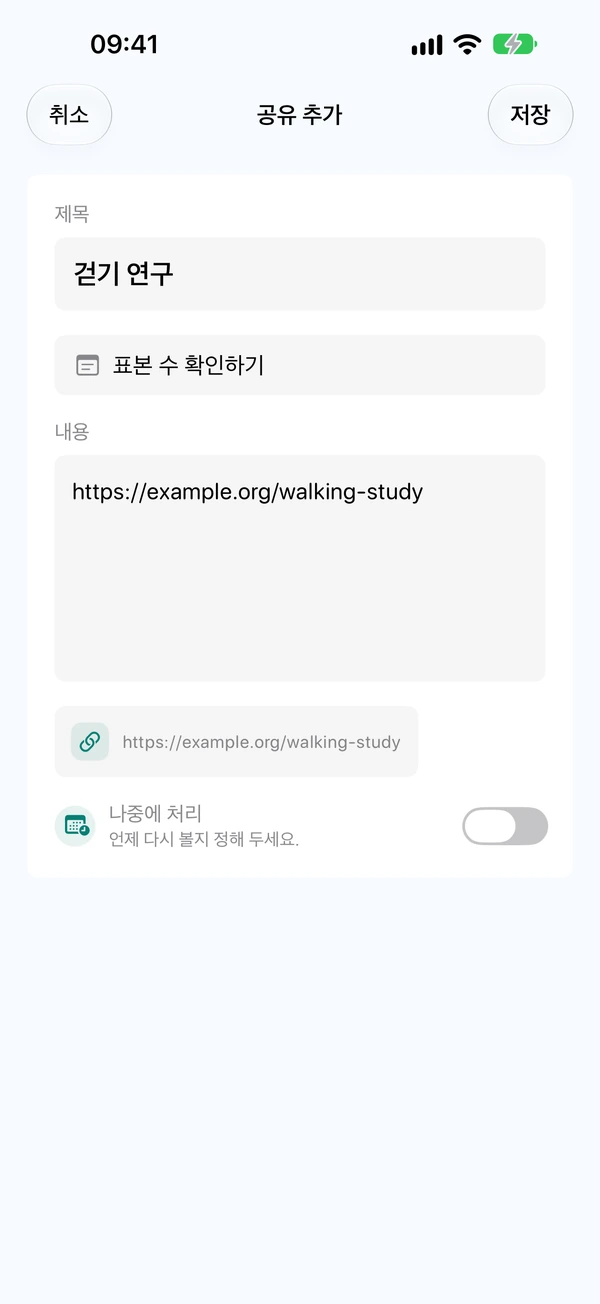 09:41
취소
공유 추가
저장
제목
걷기 연구
표본 수 확인하기
내용
https://example.org/walking-study
https://example.org/walking-study
나중에 처리
언제 다시 볼지 정해 두세요.